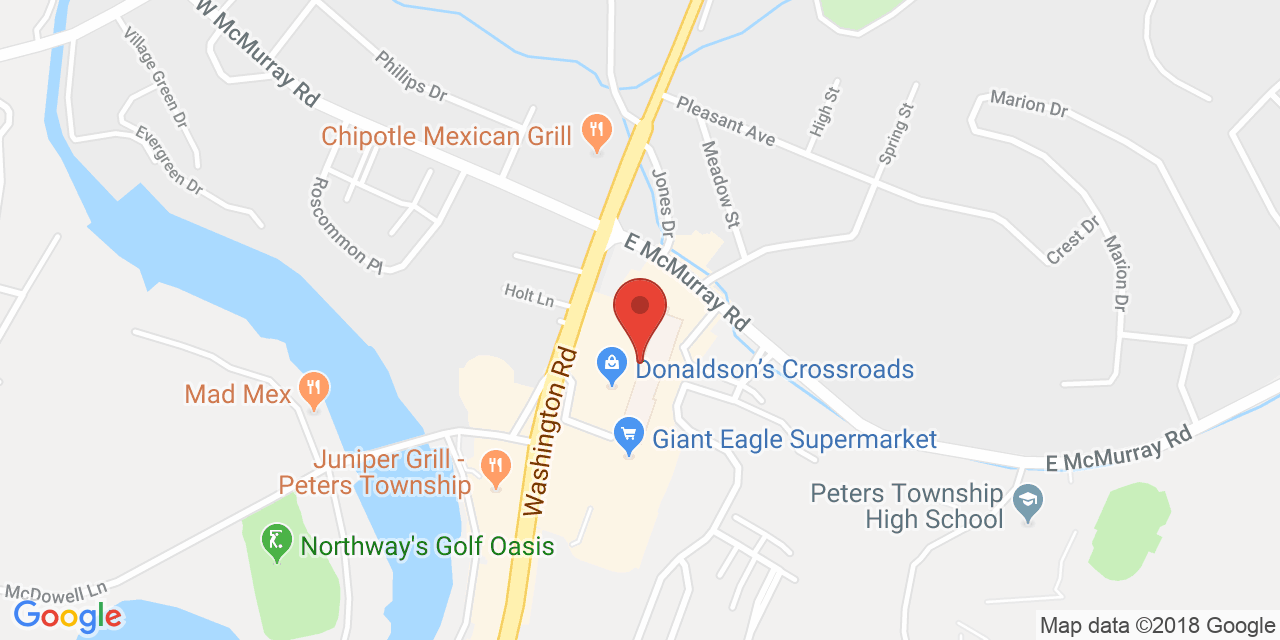 W McMurray Rd
Village Green Dr
Phillips Dr
Evergreen Dr
Chipotle Mexican Grill
Pleasant Ave
High St
Spring St
Marion Dr
Meadow St
Jones Dr
Roscommon Pl
Crest Dr
Marion Dr
E McMurray Rd
Holt Ln
Washington Rd
Donaldson's Crossroads
Mad Mex
Giant Eagle Supermarket
E McMurray Rd
Juniper Grill -
Peters Township
Peters Township
High School
Northway's Golf Oasis
McDowell Ln
Google
Map data ©2018 Google